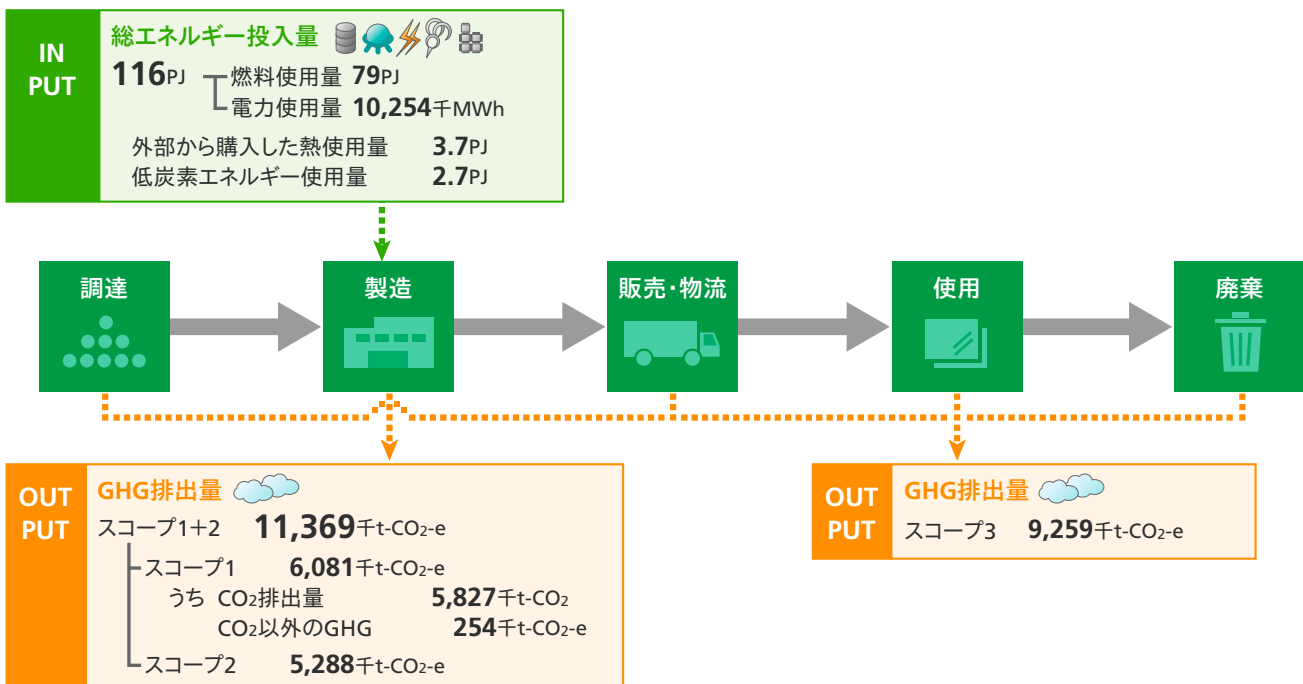 IN
PUT
総エネルギー投入量
116PJ
燃料使用量 79PJ
電力使用量 10,254千MWh
外部から購入した熱使用量 3.7PJ
低炭素エネルギー使用量 2.7PJ
調達
製造
販売・物流
使用
廃棄
OUT
PUT
GHG排出量
スコープ1+2 11,369千t-CO2-e
スコープ1 6,081千t-CO2-e
うち CO2排出量 5,827千t-CO2
CO2以外のGHG 254千t-CO2-e
スコープ2 5,288千t-CO2-e
OUT
PUT
GHG排出量
スコープ3 9,259千t-CO2-e